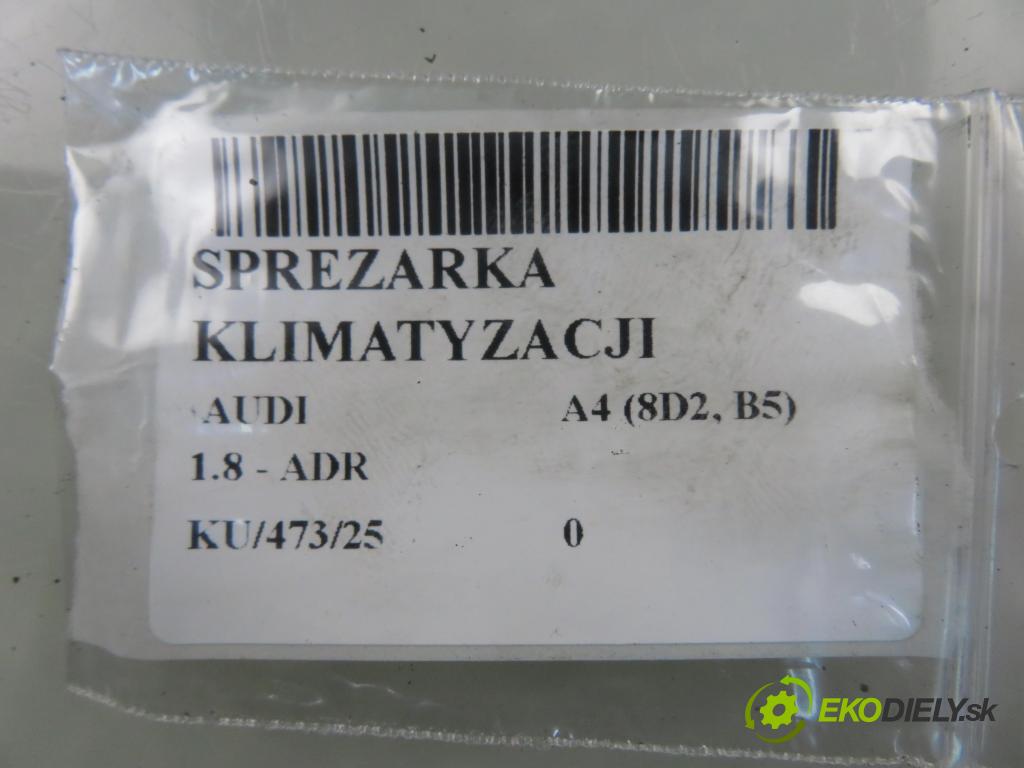 SPREZARKA
KLIMATYZACJI
AUDI A4 (8D2, B5)
1.8 - ADR
KU/473/25 0
EKODIELY.sk